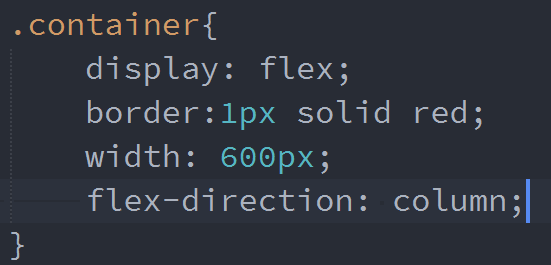 .container{
    display: flex;
    border:1px solid red;
    width: 600px;
    flex-direction: column;
}